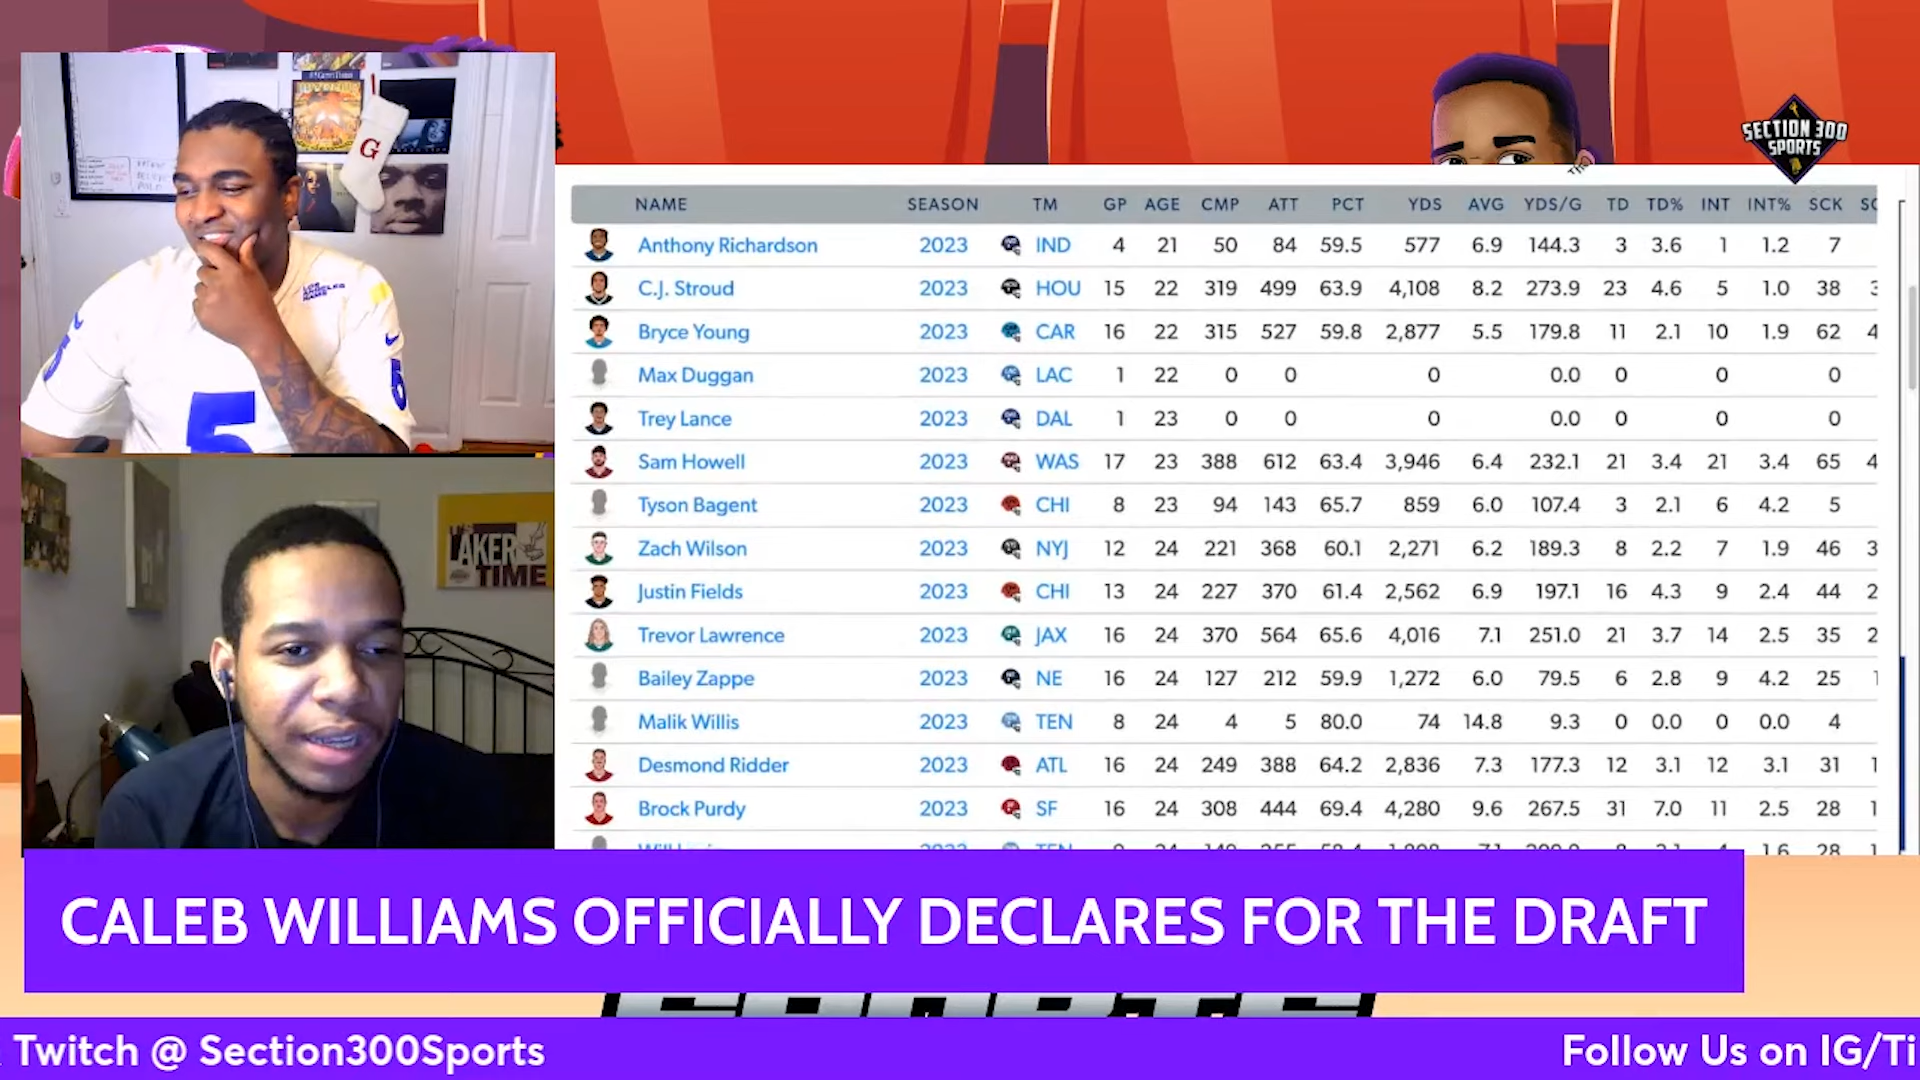 SECTION 300
SPORTS
G
LOS
ANGELES
RAMS
5
5
5
LAKER
TIME
NAME SEASON TM GP AGE CMP ATT PCT YDS AVG YDS/G TD TD% INT INT% SCK
Anthony Richardson 2023 IND 4 21 50 84 59.5 577 6.9 144.3 3 3.6 1 1.2 7
C.J. Stroud 2023 HOU 15 22 319 499 63.9 4,108 8.2 273.9 23 4.6 5 1.0 38 3
Bryce Young 2023 CAR 16 22 315 527 59.8 2,877 5.5 179.8 11 2.1 10 1.9 62 4
Max Duggan 2023 LAC 1 22 0 0 0 0.0 0 0 0
Trey Lance 2023 DAL 1 23 0 0 0 0.0 0 0 0
Sam Howell 2023 WAS 17 23 388 612 63.4 3,946 6.4 232.1 21 3.4 21 3.4 65 4
Tyson Bagent 2023 CHI 8 23 94 143 65.7 859 6.0 107.4 3 2.1 6 4.2 5
Zach Wilson 2023 NYJ 12 24 221 368 60.1 2,271 6.2 189.3 8 2.2 7 1.9 46 3
Justin Fields 2023 CHI 13 24 227 370 61.4 2,562 6.9 197.1 16 4.3 9 2.4 44 2
Trevor Lawrence 2023 JAX 16 24 370 564 65.6 4,016 7.1 251.0 21 3.7 14 2.5 35 2
Bailey Zappe 2023 NE 16 24 127 212 59.9 1,272 6.0 79.5 6 2.8 9 4.2 25 1
Malik Willis 2023 TEN 8 24 4 5 80.0 74 14.8 9.3 0 0.0 0 0.0 4
Desmond Ridder 2023 ATL 16 24 249 388 64.2 2,836 7.3 177.3 12 3.1 12 3.1 31 1
Brock Purdy 2023 SF 16 24 308 444 69.4 4,280 9.6 267.5 31 7.0 11 2.5 28 1
1.6 28 1
CALEB WILLIAMS OFFICIALLY DECLARES FOR THE DRAFT
Twitch @ Section300Sports Follow Us on IG/Ti